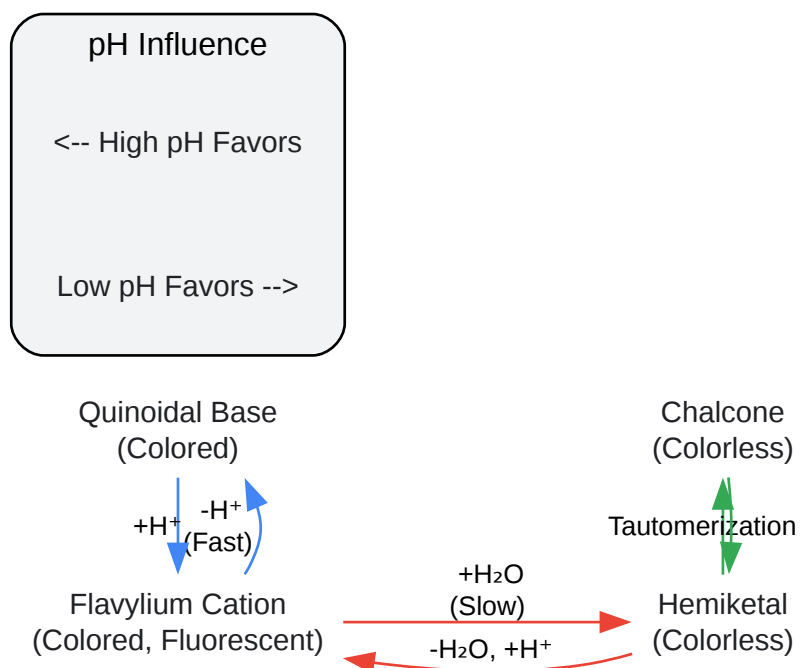 pH Influence
<-- High pH Favors
Low pH Favors -->
Quinoidal Base
(Colored)
Chalcone
(Colorless)
+H⁺
-H⁺
(Fast)
Tautomerization
Flavylium Cation
(Colored, Fluorescent)
+H₂O
(Slow)
-H₂O, +H⁺
Hemiketal
(Colorless)